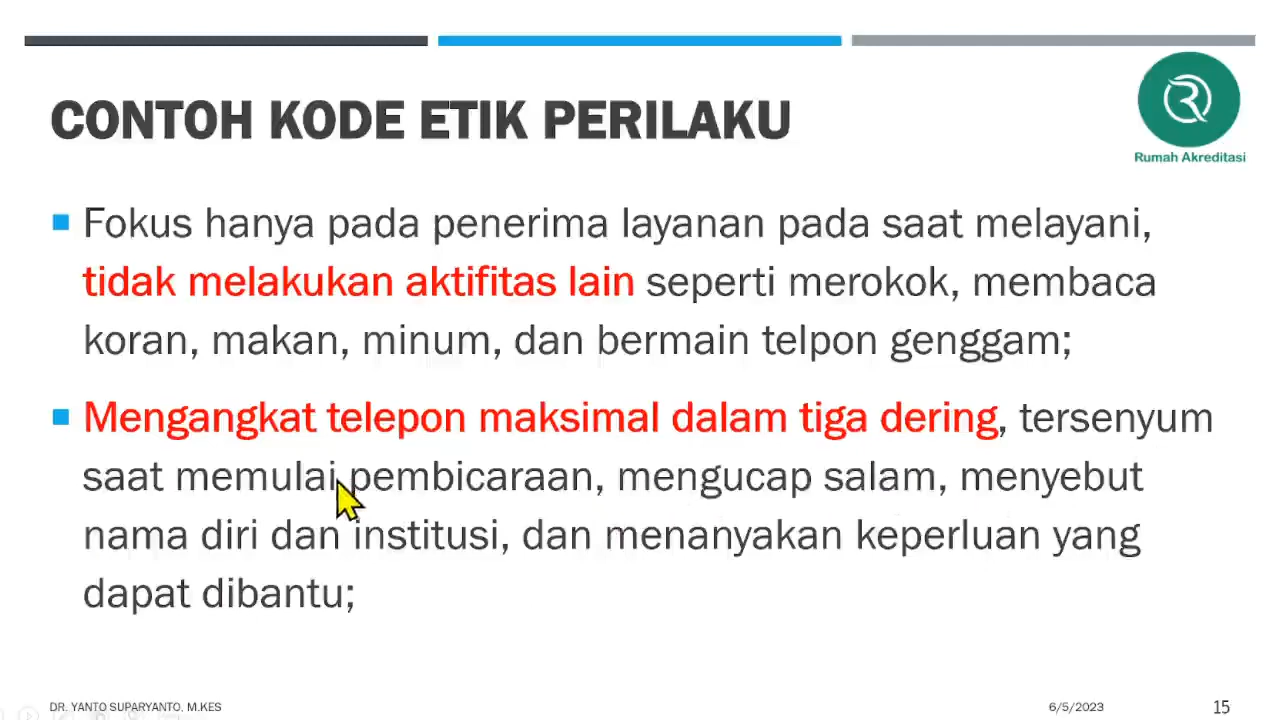 CONTOH KODE ETIK PERILAKU
Rumah Akreditasi
Fokus hanya pada penerima layanan pada saat melayani,
tidak melakukan aktifitas lain seperti merokok, membaca
koran, makan, minum, dan bermain telpon genggam;
Mengangkat telepon maksimal dalam tiga dering, tersenyum
saat memulai pembicaraan, mengucap salam, menyebut
nama diri dan institusi, dan menanyakan keperluan yang
dapat dibantu;
DR. YANTO SUPARYANTO, M.KES
6/5/2023
15